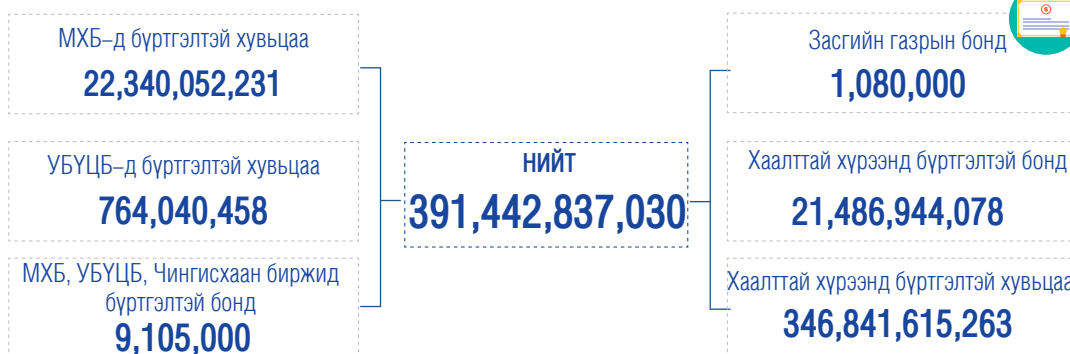 МХБ–д бүртгэлтэй хувьцаа
22,340,052,231
УБҮЦБ–д бүртгэлтэй хувьцаа
764,040,458
МХБ, УБҮЦБ, Чингисхаан биржид
бүртгэлтэй бонд
9,105,000
НИЙТ
391,442,837,030
Засгийн газрын бонд
1,080,000
Хаалттай хүрээнд бүртгэлтэй бонд
21,486,944,078
Хаалттай хүрээнд бүртгэлтэй хувьцаа
346,841,615,263